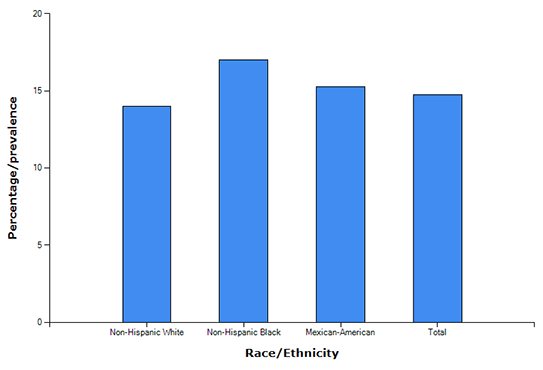 20
15
10
5
0
Percentage/prevalence
Non-Hispanic White Non-Hispanic Black Mexican-American Total
Race/Ethnicity